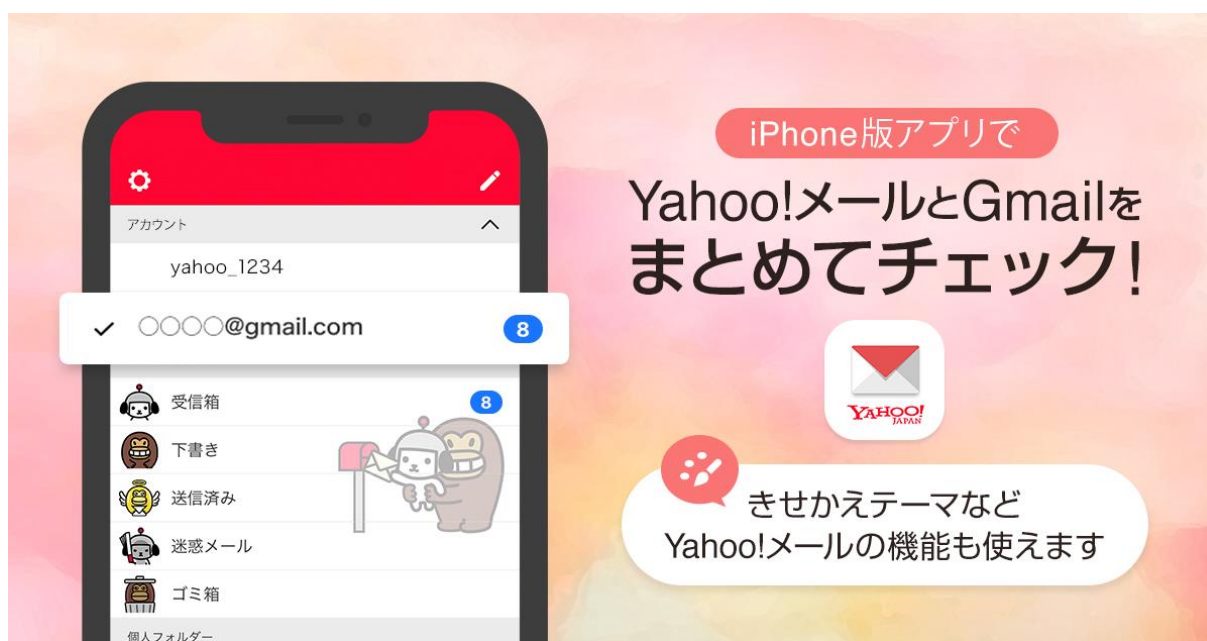 アカウント
yahoo_1234
○○○○@gmail.com
8
受信箱
8
下書き
送信済み
迷惑メール
ゴミ箱
個人フォルダー
iPhone版アプリで
Yahoo!メールとGmailを
まとめてチェック!
YAHOO!
JAPAN
きせかえテーマなど
Yahoo!メールの機能も使えます